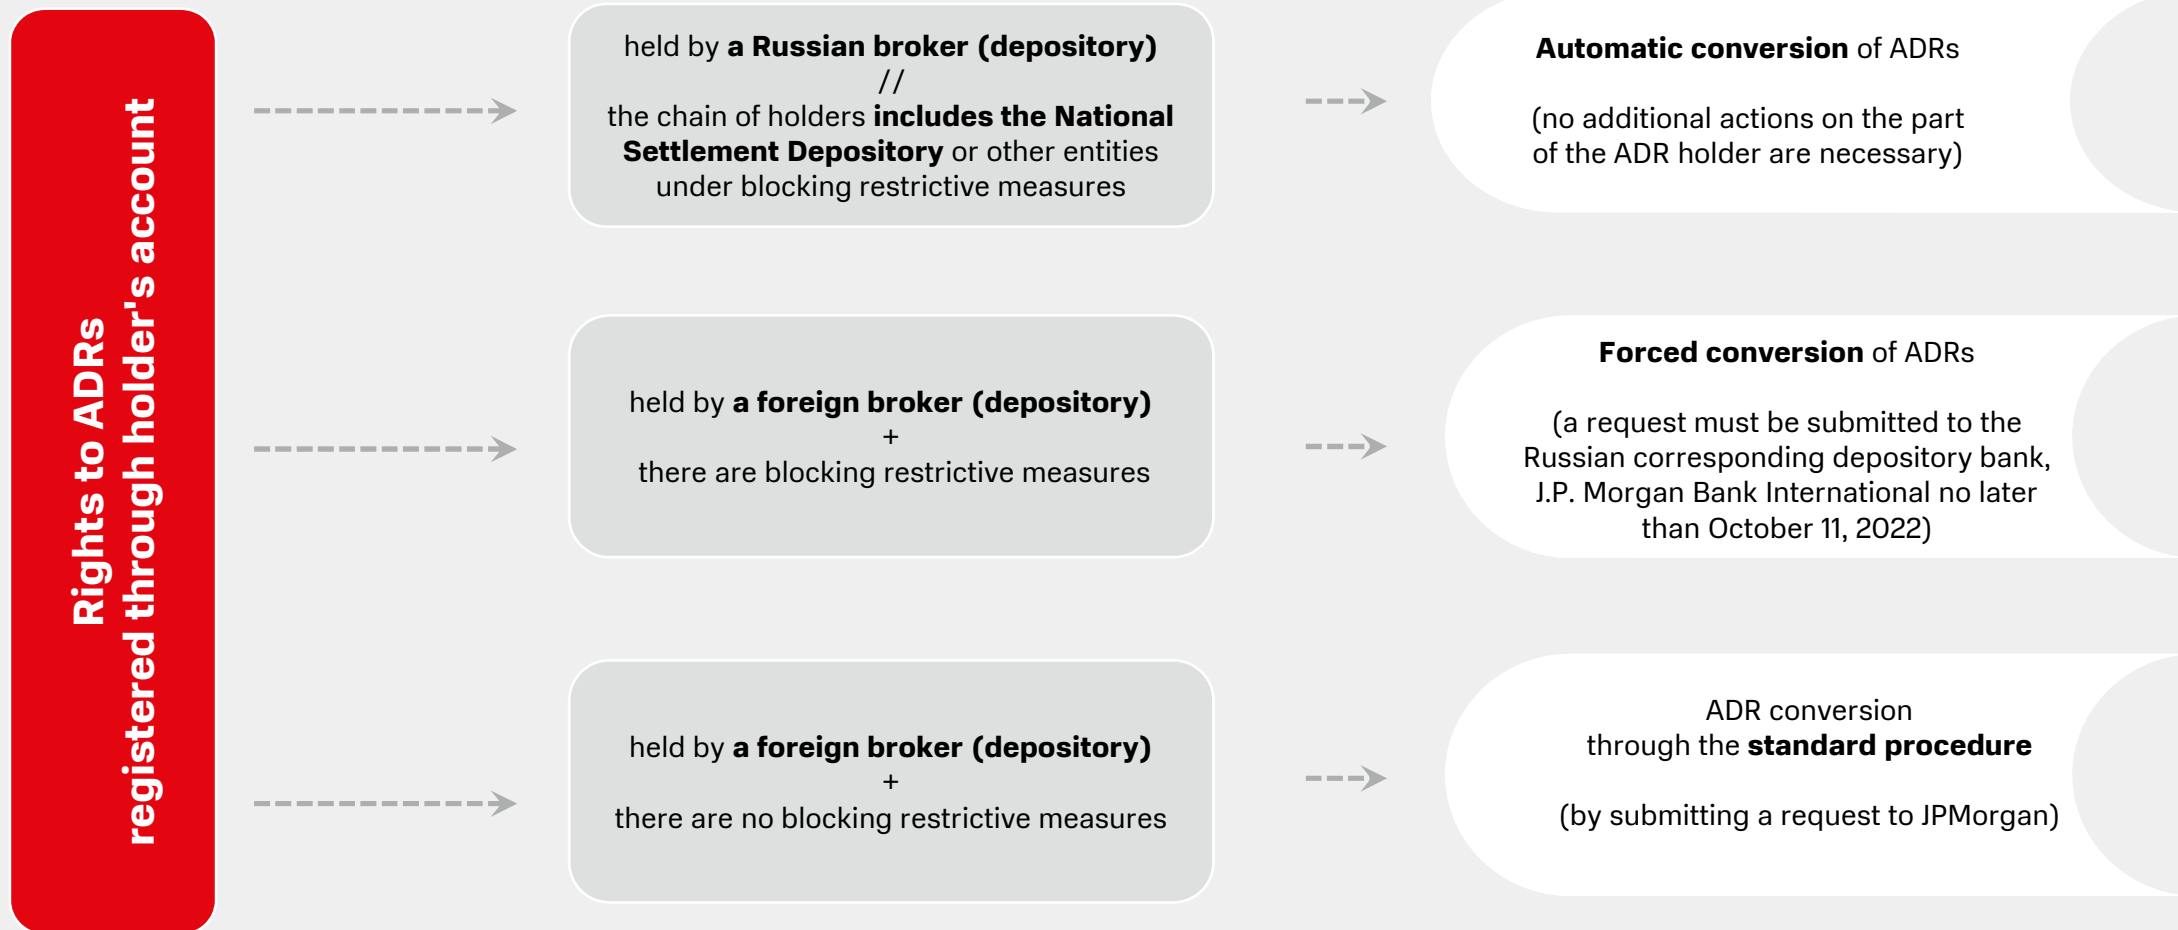 Rights to ADRs
registered through holder's account
held by a Russian broker (depository)
//
the chain of holders includes the National
Settlement Depository or other entities
under blocking restrictive measures
Automatic conversion of ADRs
(no additional actions on the part
of the ADR holder are necessary)
held by a foreign broker (depository)
+
there are blocking restrictive measures
Forced conversion of ADRs
(a request must be submitted to the
Russian corresponding depository bank,
J.P. Morgan Bank International no later
than October 11, 2022)
held by a foreign broker (depository)
+
there are no blocking restrictive measures
ADR conversion
through the standard procedure
(by submitting a request to JPMorgan)